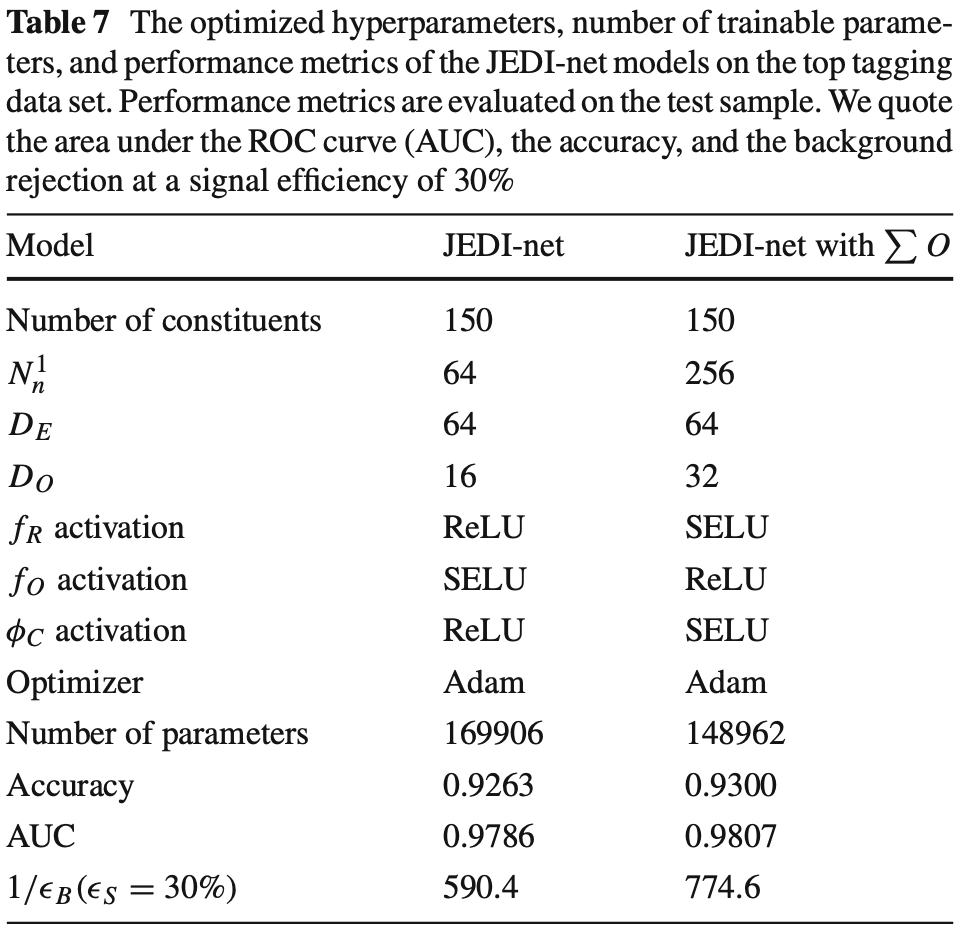 Table 7 The optimized hyperparameters, number of trainable parame-
ters, and performance metrics of the JEDI-net models on the top tagging
data set. Performance metrics are evaluated on the test sample. We quote
the area under the ROC curve (AUC), the accuracy, and the background
rejection at a signal efficiency of 30%
Model JEDI-net JEDI-net with ∑ O
Number of constituents 150 150
N_n^1 64 256
D_E 64 64
D_O 16 32
f_R activation ReLU SELU
f_O activation SELU ReLU
ϕ_C activation ReLU SELU
Optimizer Adam Adam
Number of parameters 169906 148962
Accuracy 0.9263 0.9300
AUC 0.9786 0.9807
1/ϵ_B(ϵ_S = 30%) 590.4 774.6